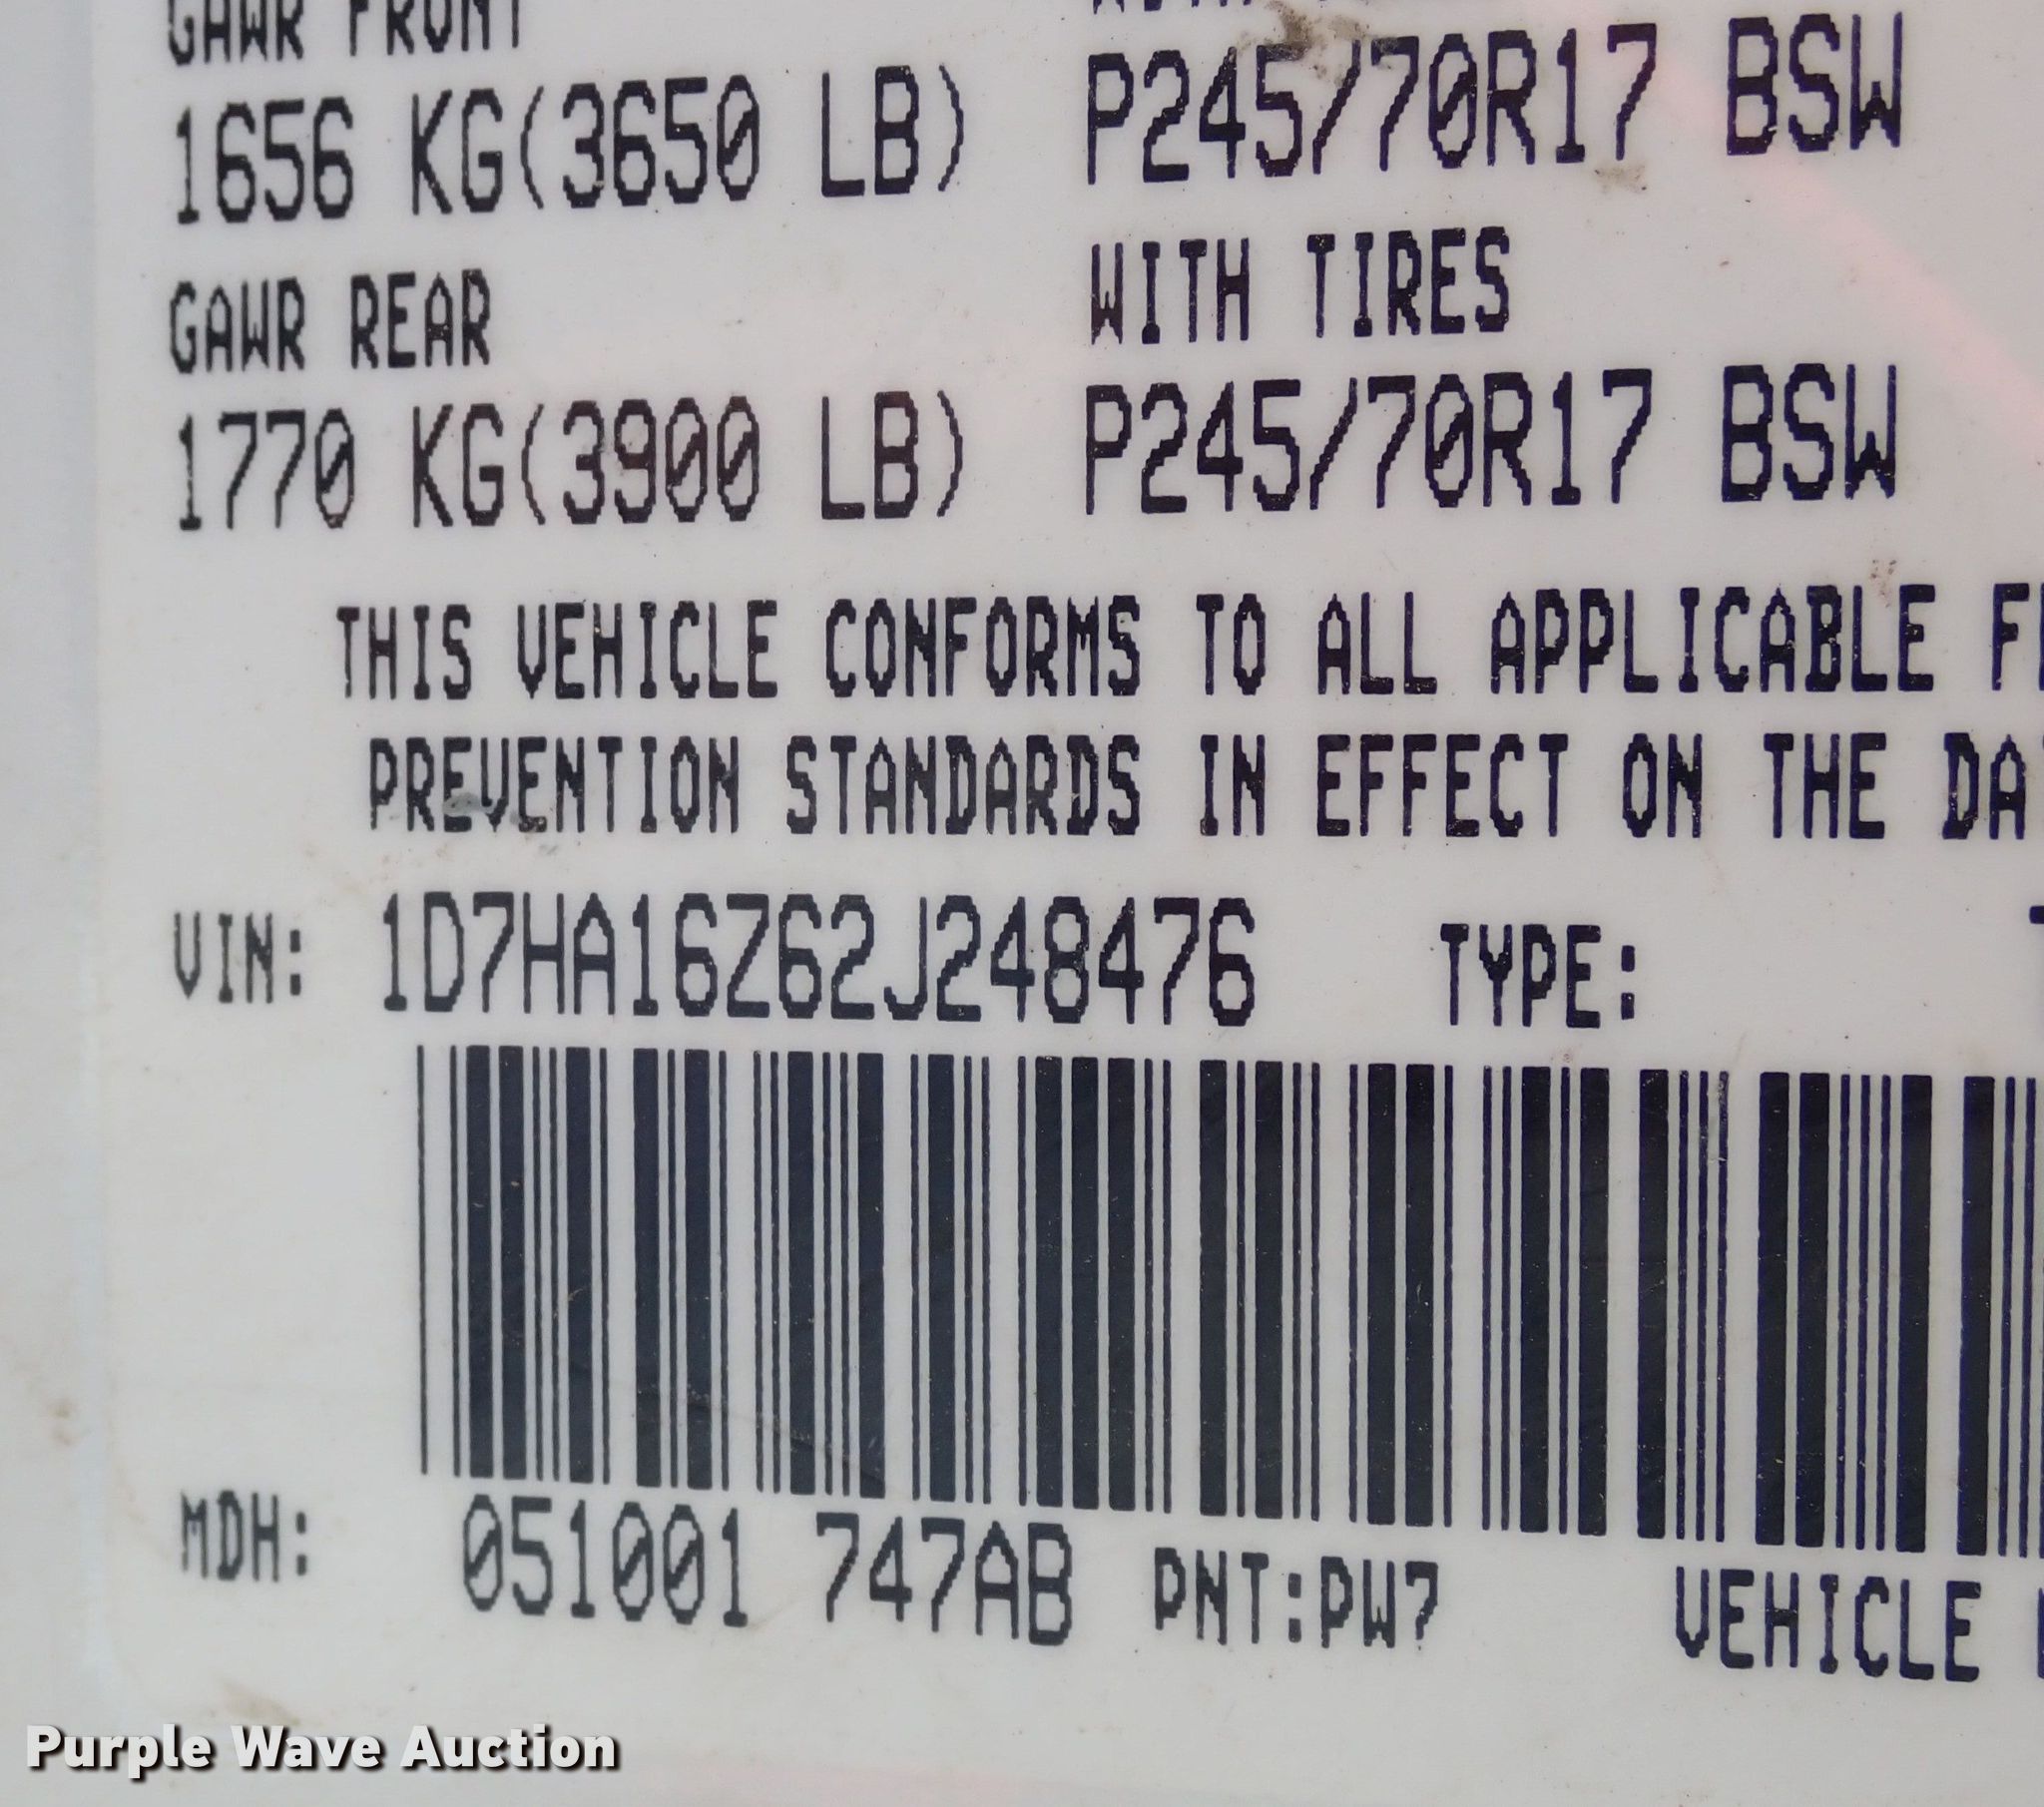 GAWR FRONT
1656 KG(3650 LB) P245/70R17 BSW
GAWR REAR WITH TIRES
1770 KG(3900 LB) P245/70R17 BSW
THIS VEHICLE CONFORMS TO ALL APPLICABLE
PREVENTION STANDARDS IN EFFECT ON THE DA
VIN: 1D7HA16Z62J248476 TYPE:
MDH: 051001 747AB PNT:PW7 VEHICLE
Purple Wave Auction